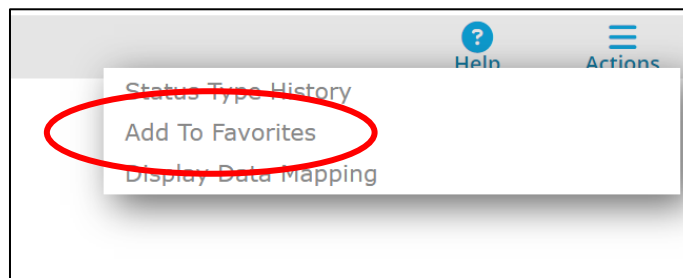 ?
Help
Actions
Status Type History
Add To Favorites
Display Data Mapping